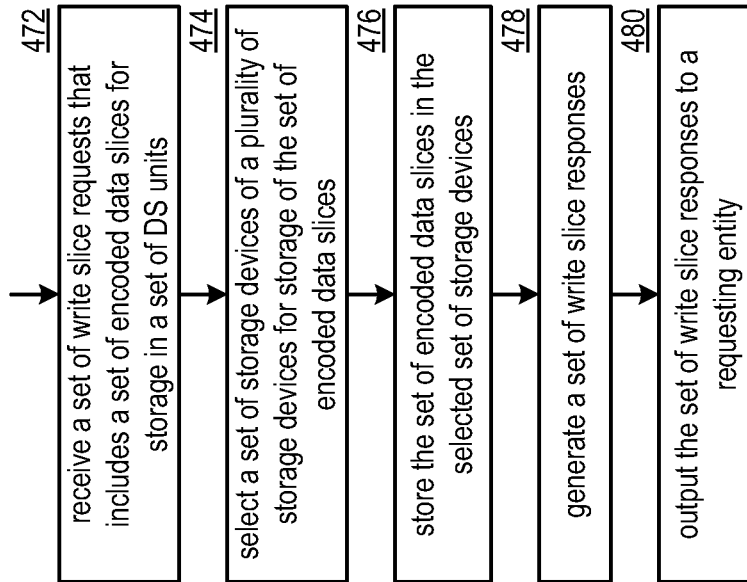 472
receive a set of write slice requests that
includes a set of encoded data slices for
storage in a set of DS units
474
select a set of storage devices of a plurality of
storage devices for storage of the set of
encoded data slices
476
store the set of encoded data slices in the
selected set of storage devices
478
generate a set of write slice responses
480
output the set of write slice responses to a
requesting entity